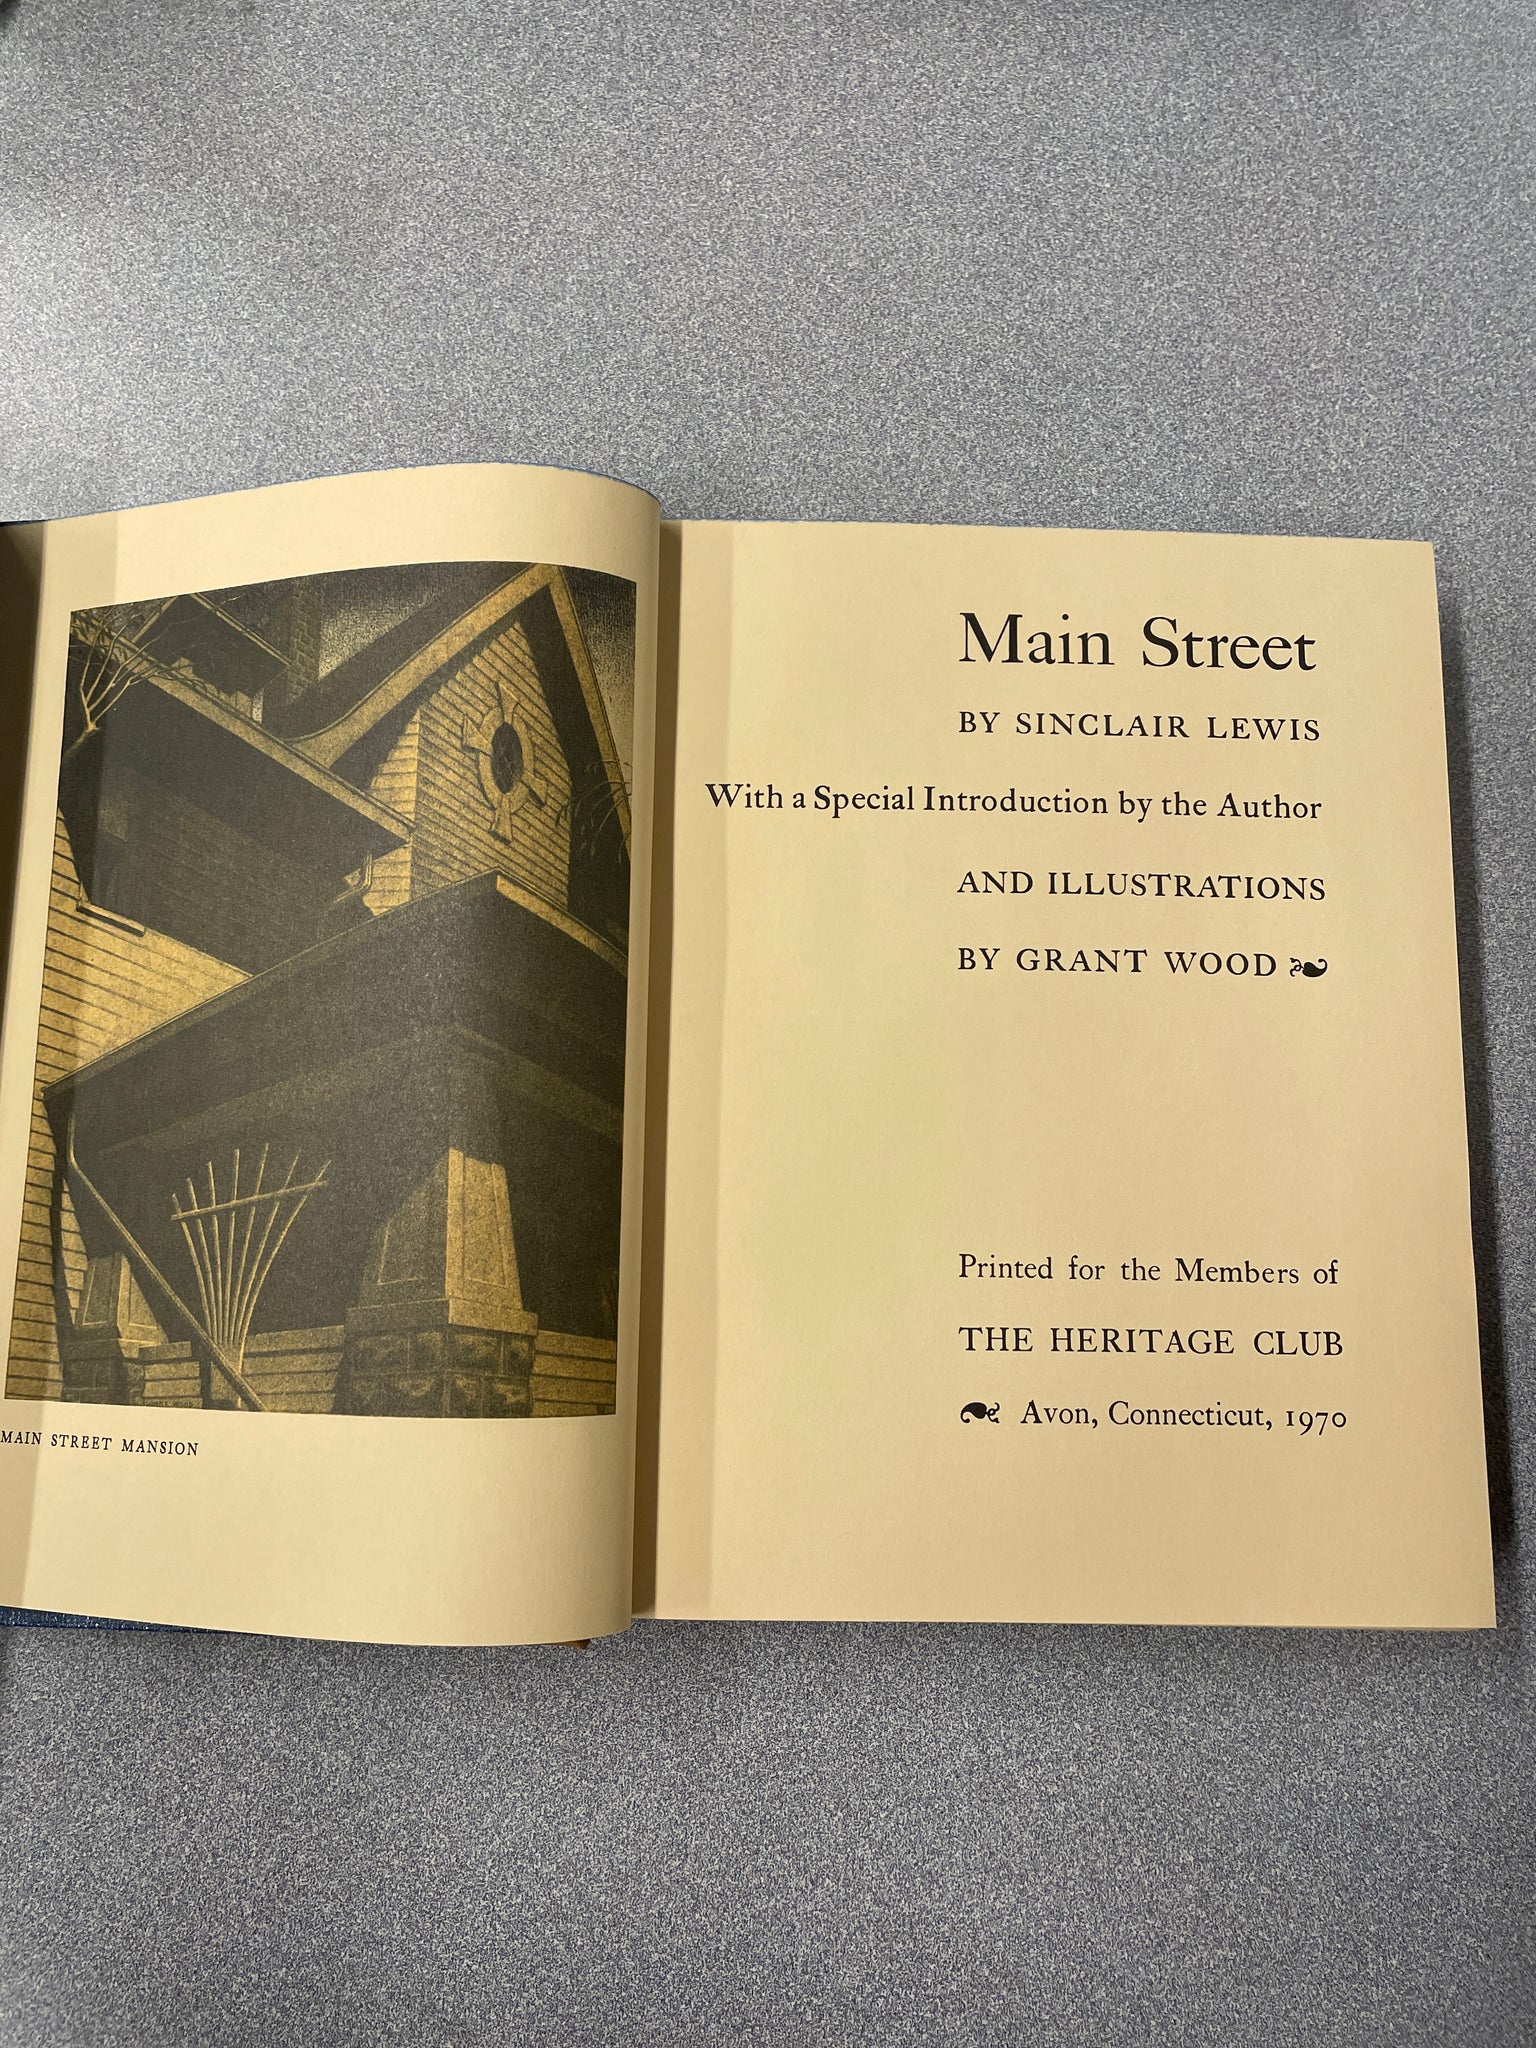 MAIN STREET MANSION
Main Street
BY SINCLAIR LEWIS
With a Special Introduction by the Author
AND ILLUSTRATIONS
BY GRANT WOOD
Printed for the Members of
THE HERITAGE CLUB
Avon, Connecticut, 1970